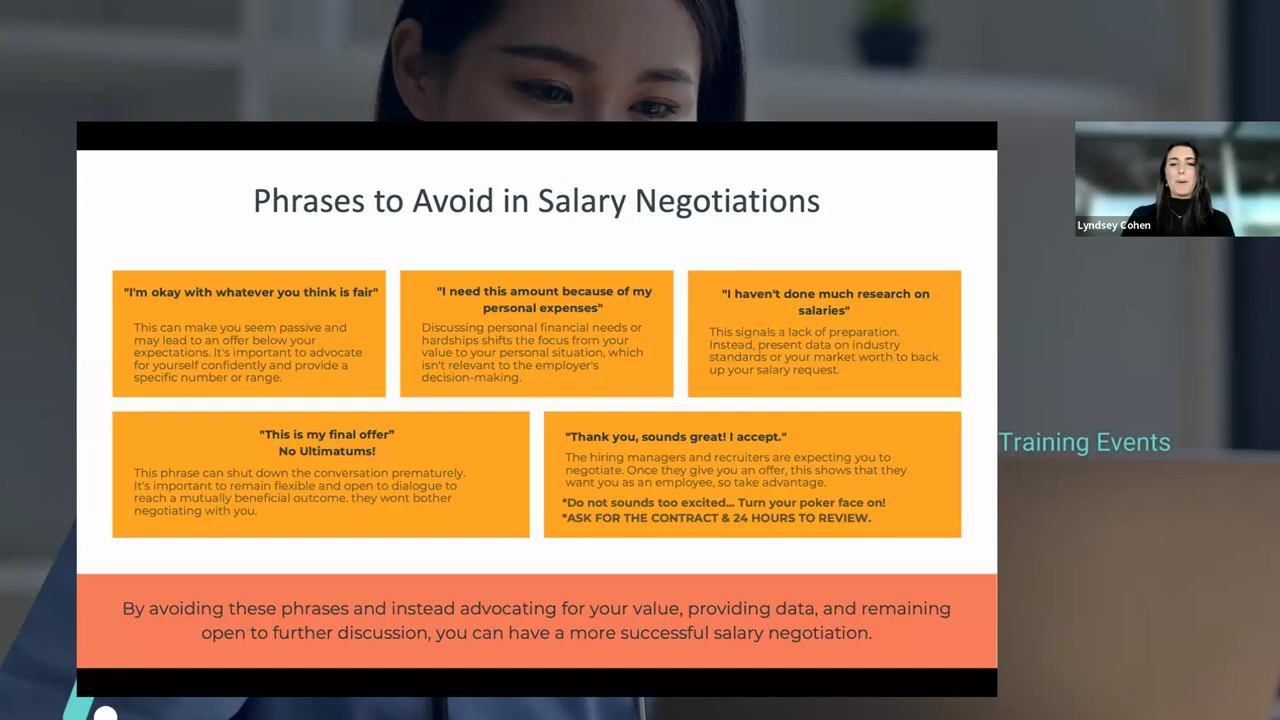 Phrases to Avoid in Salary Negotiations
"I'm okay with whatever you think is fair"
This can make you seem passive and
may lead to an offer below your
expectations. It's important to advocate
for yourself confidently and provide a
specific number or range.
"I need this amount because of my
personal expenses"
Discussing personal financial needs or
hardships shifts the focus from your
value to your personal situation, which
isn't relevant to the employer's
decision-making.
"I haven't done much research on
salaries"
This signals a lack of preparation.
Instead, present data on industry
standards or your market worth to back
up your salary request.
"This is my final offer”
No Ultimatums!
This phrase can shut down the conversation prematurely.
It's important to remain flexible and open to dialogue to
reach a mutually beneficial outcome. they wont bother
negotiating with you.
"Thank you, sounds great! I accept."
The hiring managers and recruiters are expecting you to
negotiate. Once they give you an offer, this shows that they
want you as an employee, so take advantage.
*Do not sounds too excited... Turn your poker face on!
*ASK FOR THE CONTRACT & 24 HOURS TO REVIEW.
By avoiding these phrases and instead advocating for your value, providing data, and remaining
open to further discussion, you can have a more successful salary negotiation.
Lyndsey Cohen
Training Events